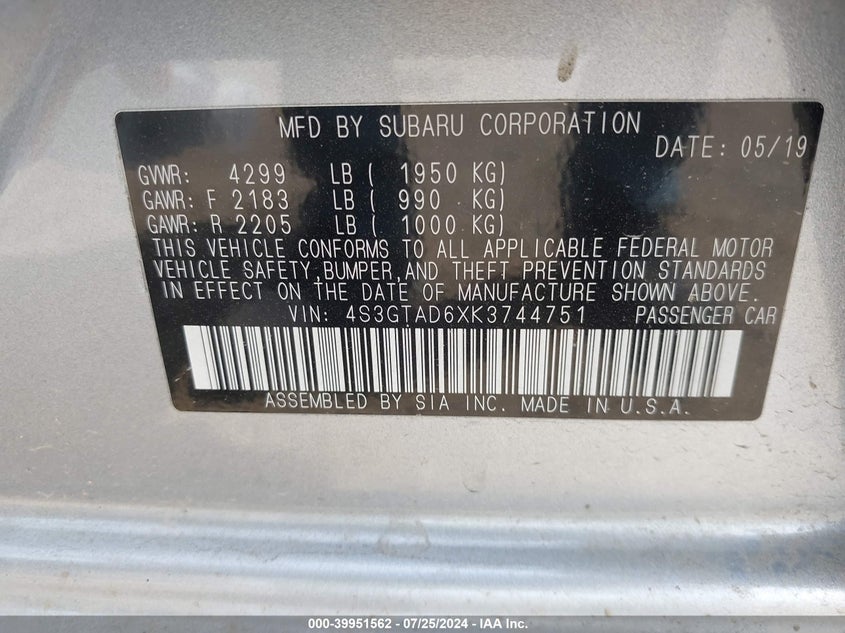 MFD BY SUBARU CORPORATION
DATE: 05/19
GVWR: 4299 LB ( 1950 KG)
GAWR: F 2183 LB ( 990 KG)
GAWR: R 2205 LB ( 1000 KG)
THIS VEHICLE CONFORMS TO ALL APPLICABLE FEDERAL MOTOR
VEHICLE SAFETY,BUMPER,AND THEFT PREVENTION STANDARDS
IN EFFECT ON THE DATE OF MANUFACTURE SHOWN ABOVE.
VIN: 4S3GTAD6XK3744751 PASSENGER CAR
ASSEMBLED BY SIA INC. MADE IN U.S.A.
000-39951562 - 07/25/2024 - IAA Inc.